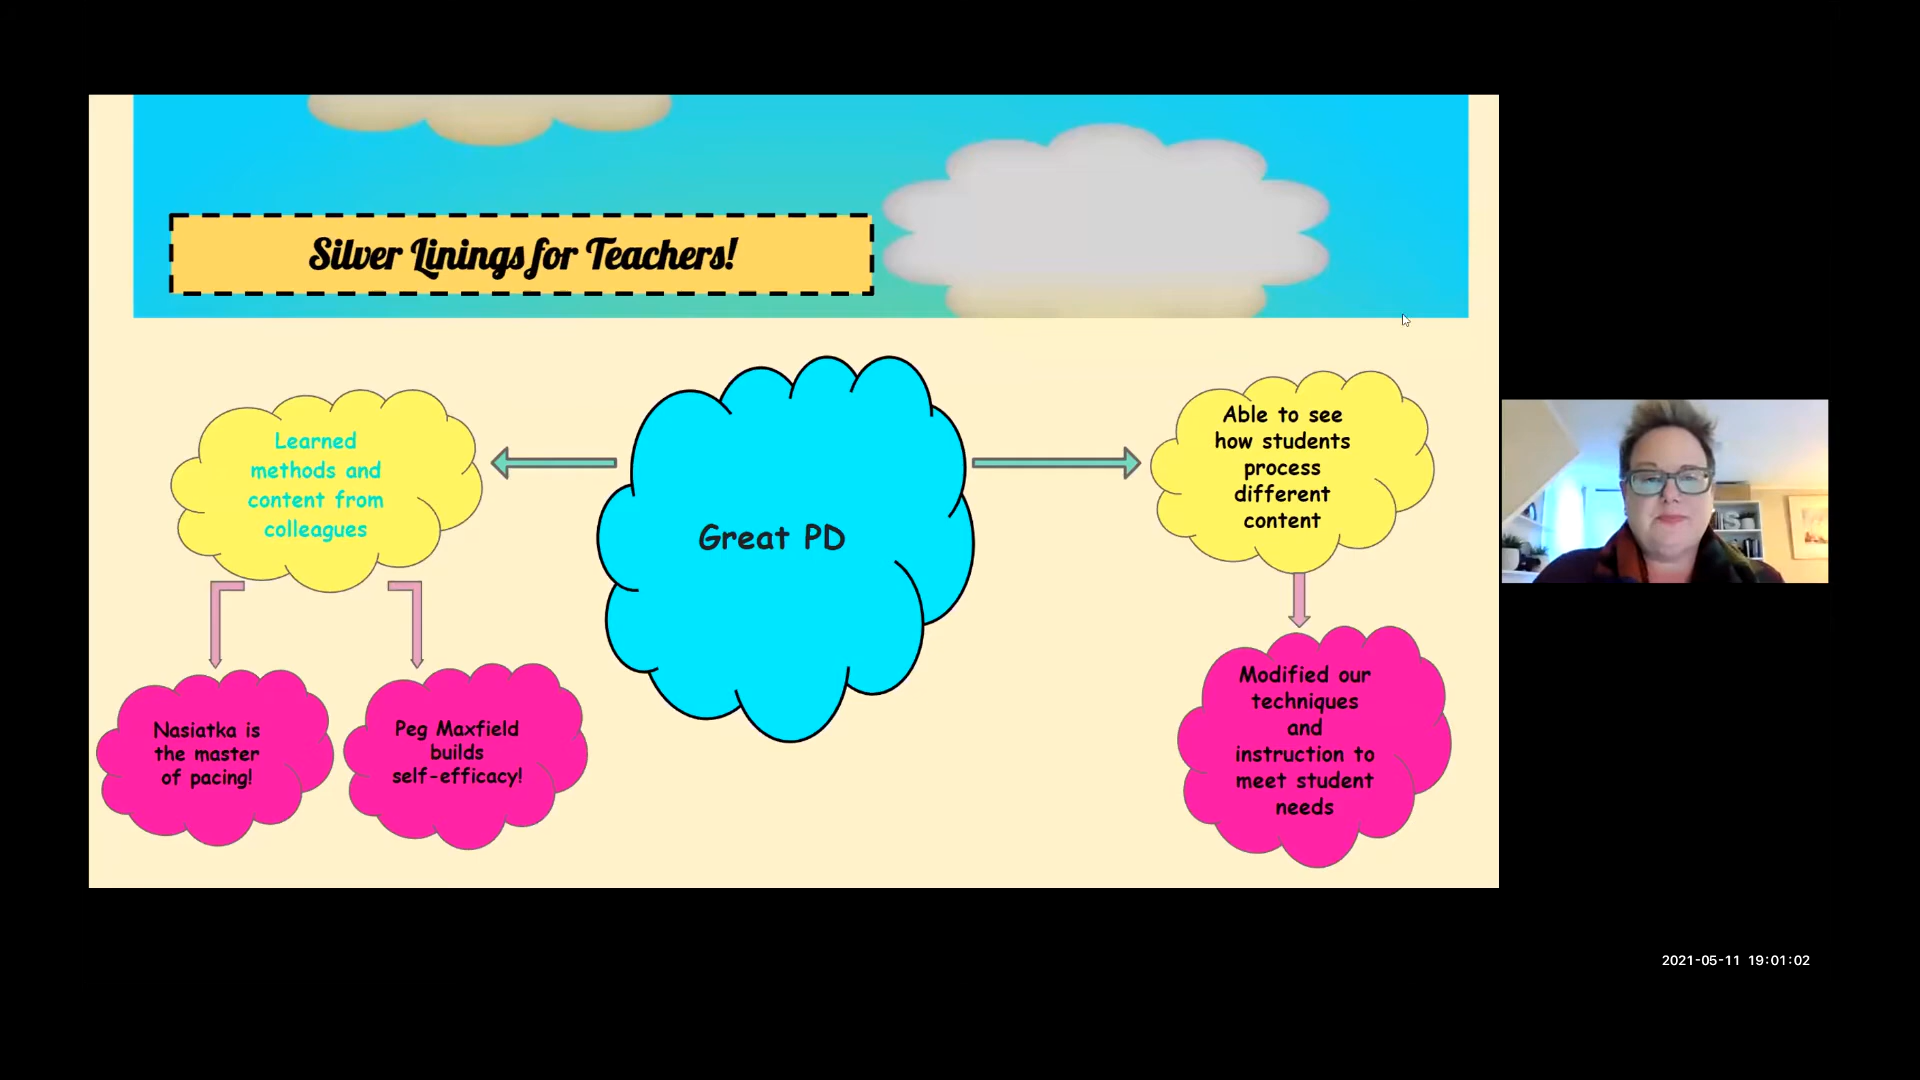 Silver Linings for Teachers!
Learned
methods and
content from
colleagues
Great PD
Able to see
how students
process
different
content
Nasiatka is
the master
of pacing!
Peg Maxfield
builds
self-efficacy!
Modified our
techniques
and
instruction to
meet student
needs
2021-05-11 19:01:02